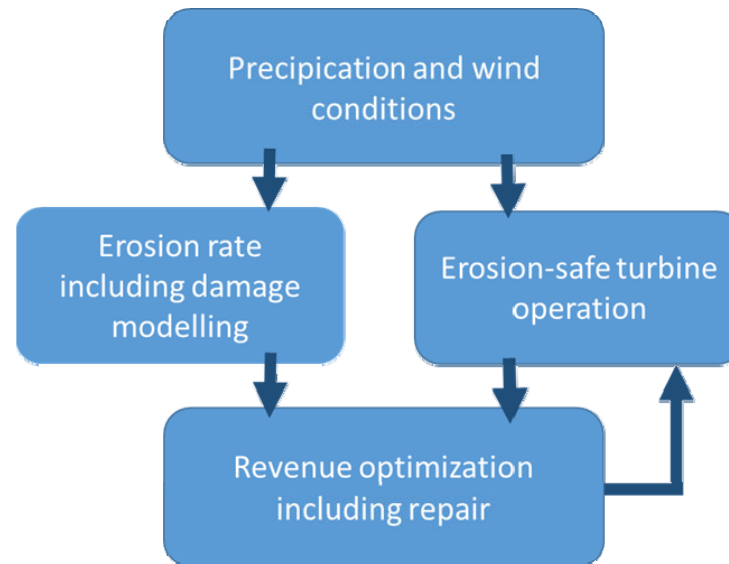 Precipication and wind
conditions
Erosion rate
including damage
modelling
Erosion-safe turbine
operation
Revenue optimization
including repair